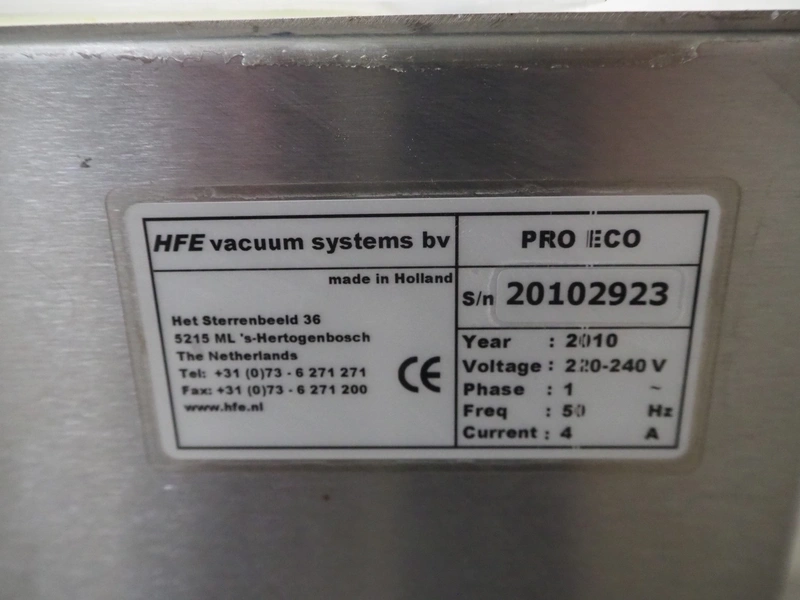 HFE vacuum systems bv
made in Holland
Het Sterrenbeeld 36
5215 ML 's-Hertogenbosch
The Netherlands
Tel: +31 (0)73 - 6 271 271
Fax: +31 (0)73 - 6 271 200
www.hfe.nl
CE
PRO ECO
S/n 20102923
Year : 2010
Voltage : 220-240 V
Phase : 1 ~
Freq : 50 Hz
Current : 4 A